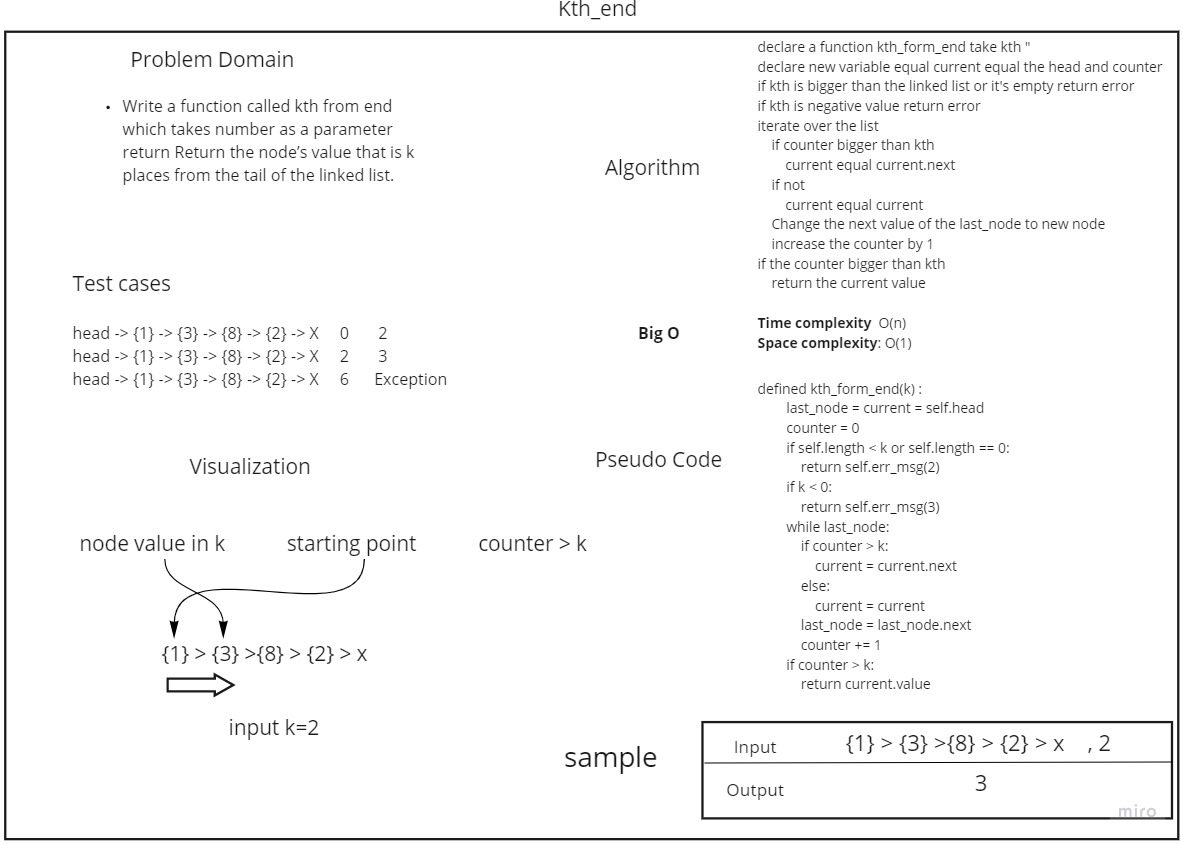 Kth_end
Problem Domain
• Write a function called kth from end
which takes number as a parameter
return Return the node’s value that is k
places from the tail of the linked list.
Test cases
head -> {1} -> {3} -> {8} -> {2} -> X 0 2
head -> {1} -> {3} -> {8} -> {2} -> X 2 3
head -> {1} -> {3} -> {8} -> {2} -> X 6 Exception
Visualization
node value in k starting point counter > k
{1} > {3} >{8} > {2} > x
input k=2
Algorithm
declare a function kth_form_end take kth "
declare new variable equal current equal the head and counter
if kth is bigger than the linked list or it's empty return error
if kth is negative value return error
iterate over the list
if counter bigger than kth
current equal current.next
if not
current equal current
Change the next value of the last_node to new node
increase the counter by 1
if the counter bigger than kth
return the current value
Big O
Time complexity O(n)
Space complexity: O(1)
Pseudo Code
defined kth_form_end(k) :
last_node = current = self.head
counter = 0
if self.length < k or self.length == 0:
return self.err_msg(2)
if k < 0:
return self.err_msg(3)
while last_node:
if counter > k:
current = current.next
else:
current = current
last_node = last_node.next
counter += 1
if counter > k:
return current.value
sample
Input {1} > {3} >{8} > {2} > x , 2
Output 3
miro